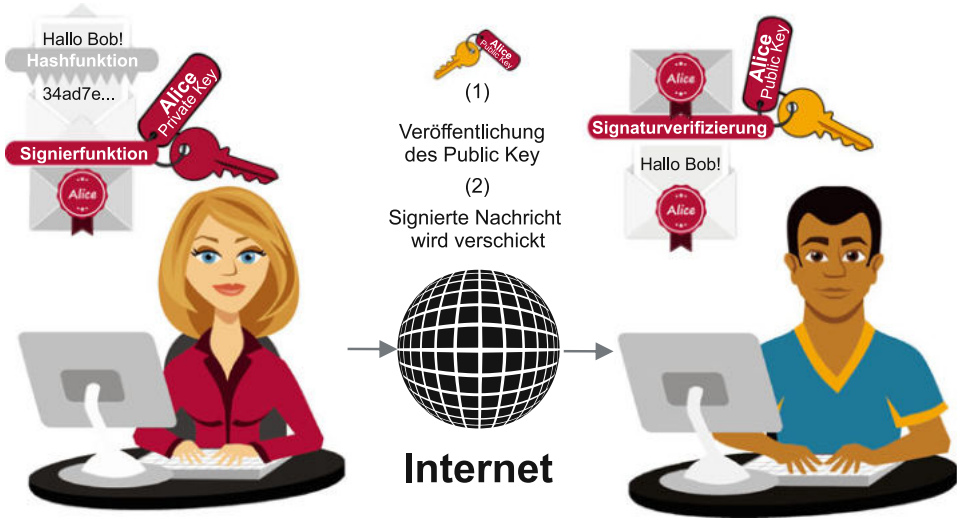 Hallo Bob!
Hashfunktion
34ad7e...
Alice
Private Key
Signierfunktion
Alice
Alice
Public Key
(1)
Veröffentlichung
des Public Key
(2)
Signierte Nachricht
wird verschickt
Internet
Alice
Alice
Public Key
Signaturverifizierung
Hallo Bob!
Alice